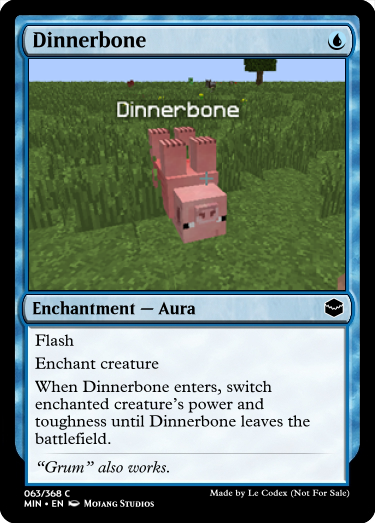 Dinnerbone
Dinnerbone
Enchantment — Aura
Flash
Enchant creature
When Dinnerbone enters, switch
enchanted creature's power and
toughness until Dinnerbone leaves the
battlefield.
“Grum” also works.
063/368 C
Made by Le Codex (Not For Sale)
MIN • EN Mojang Studios